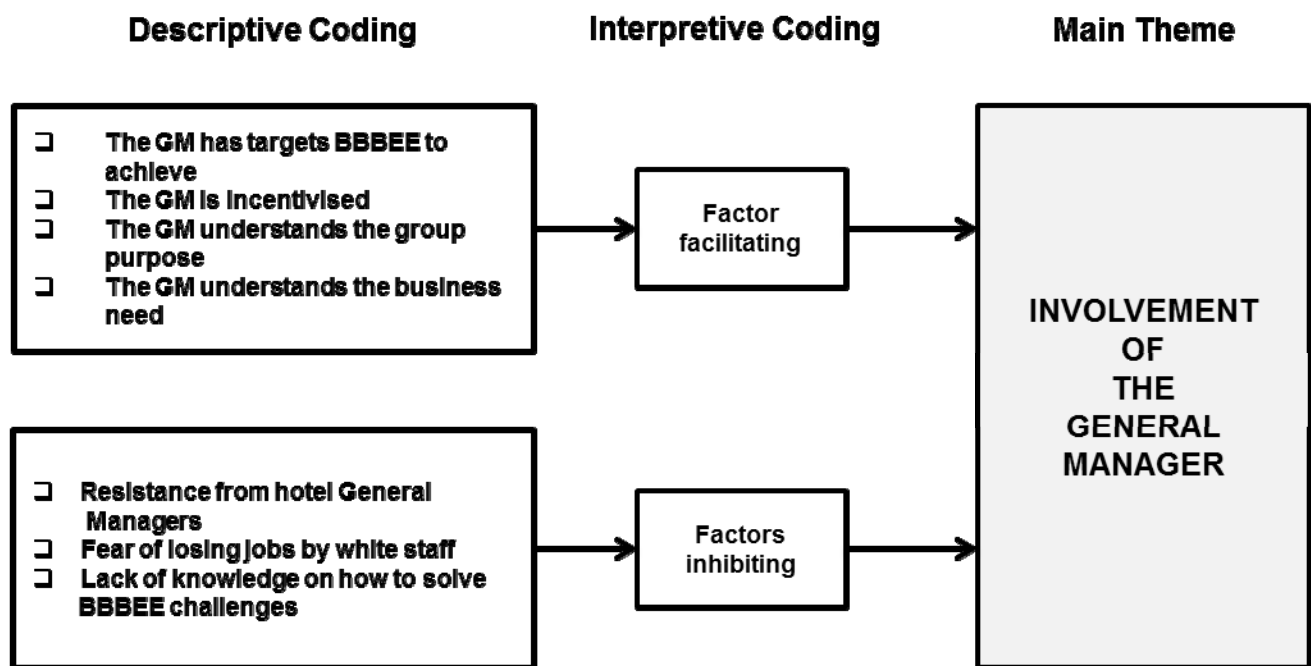 Descriptive Coding
Interpretive Coding
Main Theme
❑ The GM has targets BBBEE to
achieve
❑ The GM is incentivised
❑ The GM understands the group
purpose
❑ The GM understands the business
need
Factor
facilitating
❑ Resistance from hotel General
Managers
❑ Fear of losing jobs by white staff
❑ Lack of knowledge on how to solve
BBBEE challenges
Factors
inhibiting
INVOLVEMENT
OF
THE
GENERAL
MANAGER